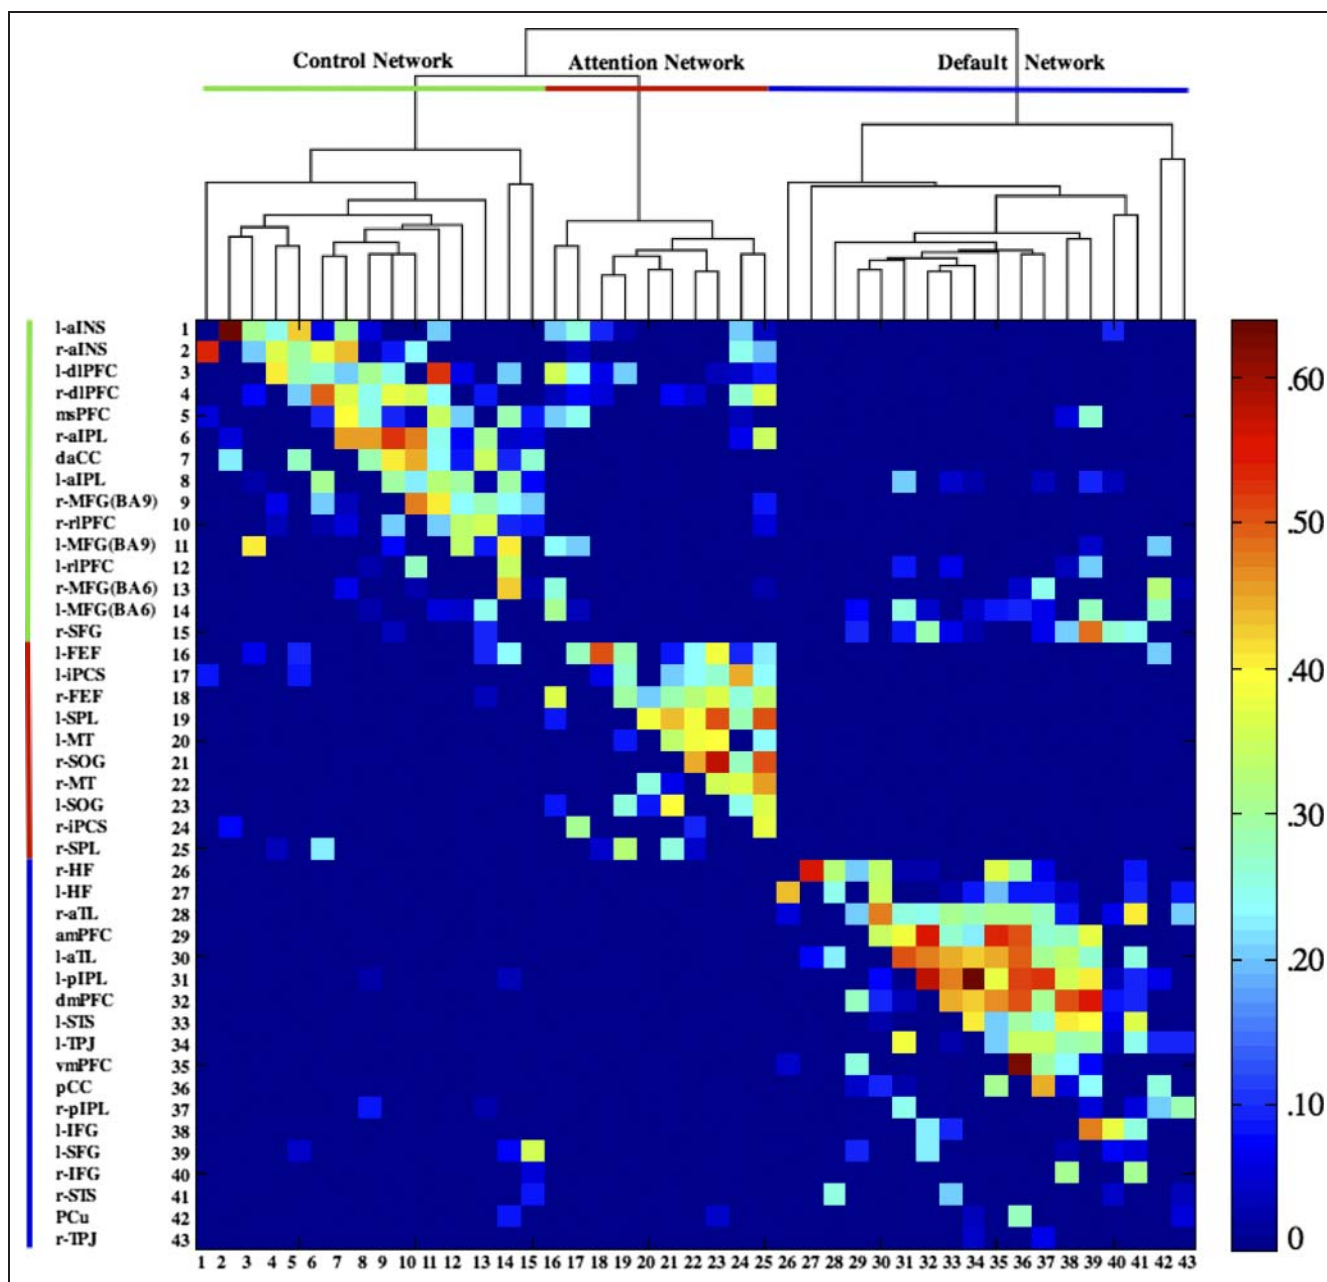 Control Network
Attention Network
Default Network
l-aINS 1
r-aINS 2
l-dlPFC 3
r-dlPFC 4
msPFC 5
r-aIPL 6
daCC 7
l-aIPL 8
r-MFG(BA9) 9
r-rlPFC 10
l-MFG(BA9) 11
l-rlPFC 12
r-MFG(BA6) 13
l-MFG(BA6) 14
r-SFG 15
l-FEF 16
l-iPCS 17
r-FEF 18
l-SPL 19
l-MT 20
r-SOG 21
r-MT 22
l-SOG 23
r-iPCS 24
r-SPL 25
r-HF 26
l-HF 27
r-aTL 28
amPFC 29
l-aTL 30
l-pIPL 31
dmPFC 32
l-STS 33
l-TPJ 34
vmPFC 35
pCC 36
r-pIPL 37
l-IFG 38
l-SFG 39
r-IFG 40
r-STS 41
PCu 42
r-TPJ 43
1 2 3 4 5 6 7 8 9 10 11 12 13 14 15 16 17 18 19 20 21 22 23 24 25 26 27 28 29 30 31 32 33 34 35 36 37 38 39 40 41 42 43
.60
.50
.40
.30
.20
.10
0